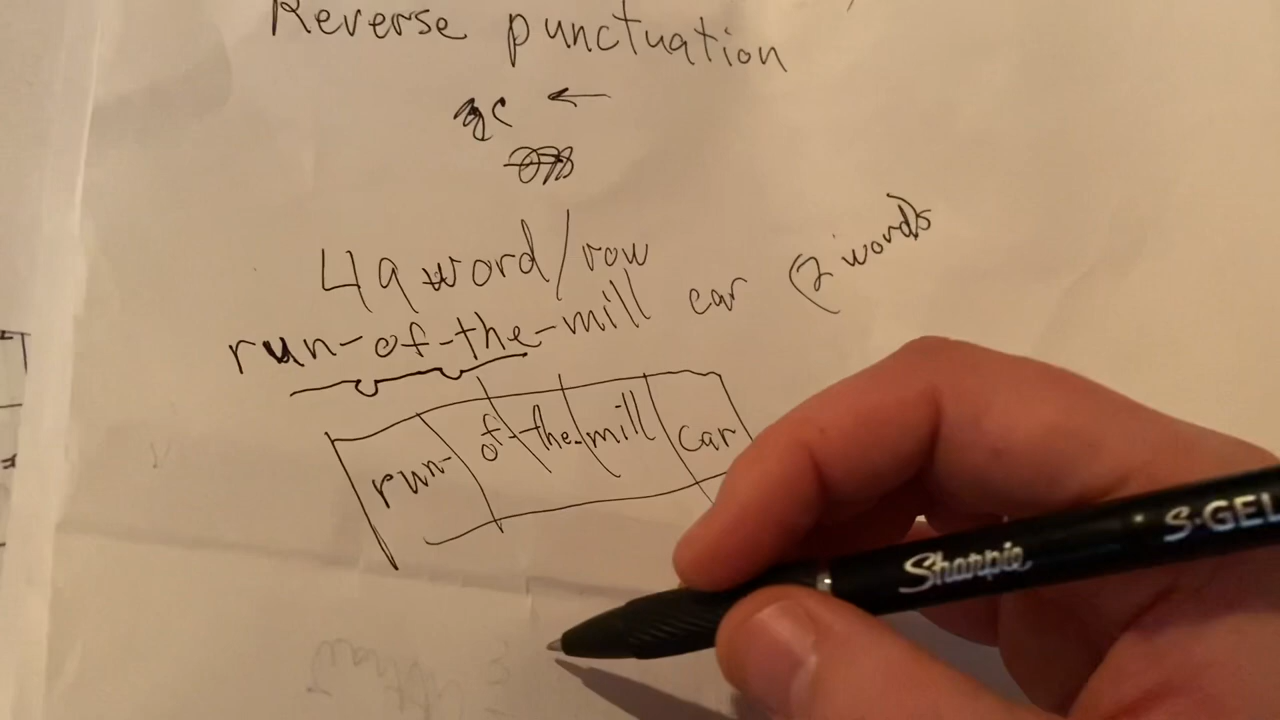 Reverse punctuation
49 word/row
run-of-the-mill car (2 words
run- of- the- mill car
Sharpie S·GEL